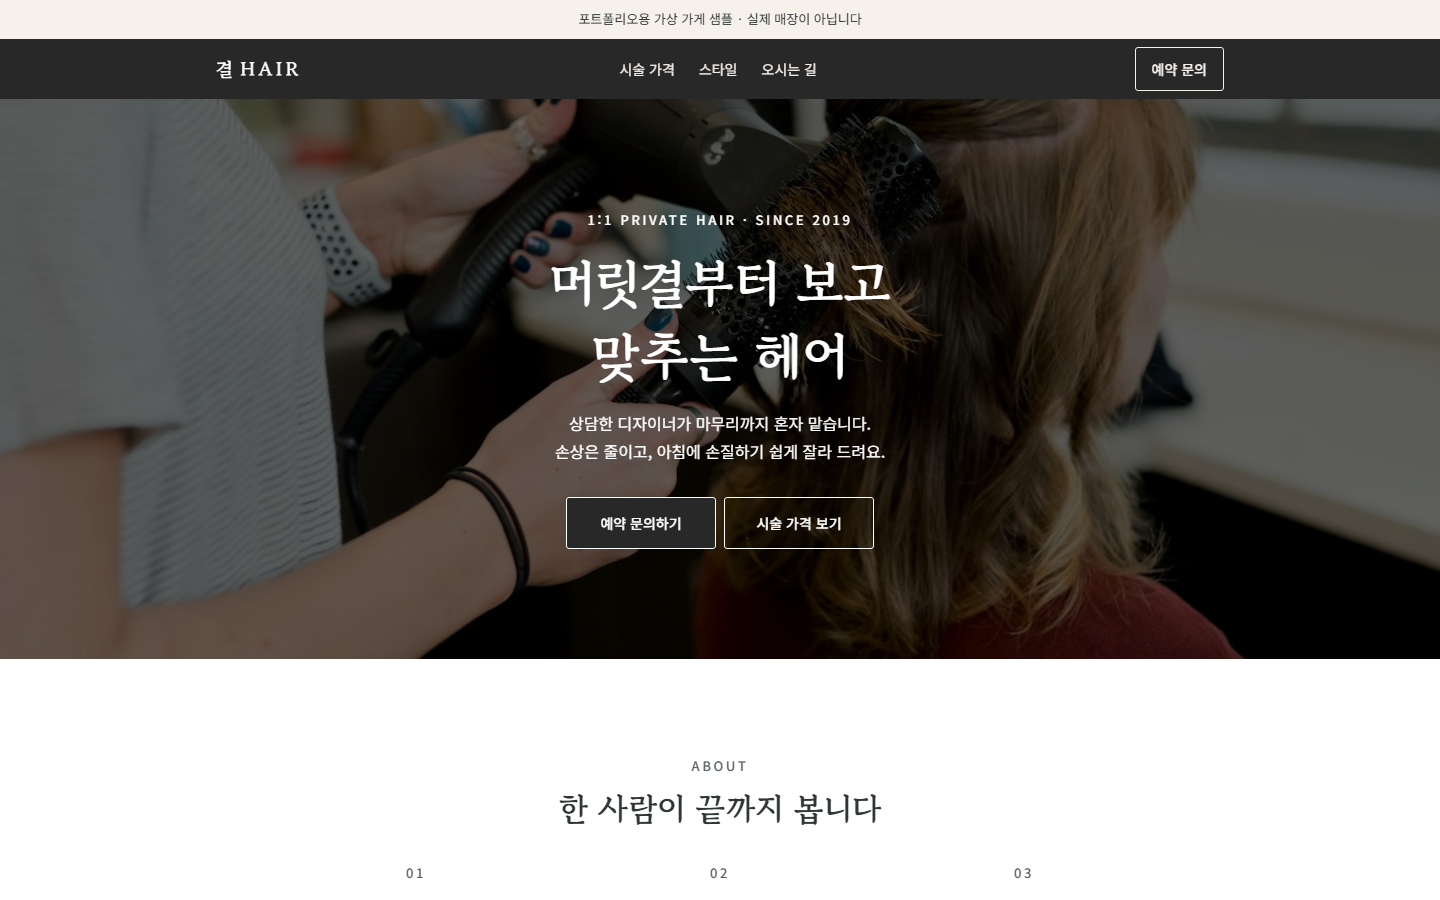 포트폴리오용 가상 가게 샘플 · 실제 매장이 아닙니다
결 HAIR
시술 가격
스타일
오시는 길
예약 문의
1:1 PRIVATE HAIR · SINCE 2019
머릿결부터 보고
맞추는 헤어
상담한 디자이너가 마무리까지 혼자 맡습니다.
손상은 줄이고, 아침에 손질하기 쉽게 잘라 드려요.
예약 문의하기
시술 가격 보기
ABOUT
한 사람이 끝까지 봅니다
01
02
03